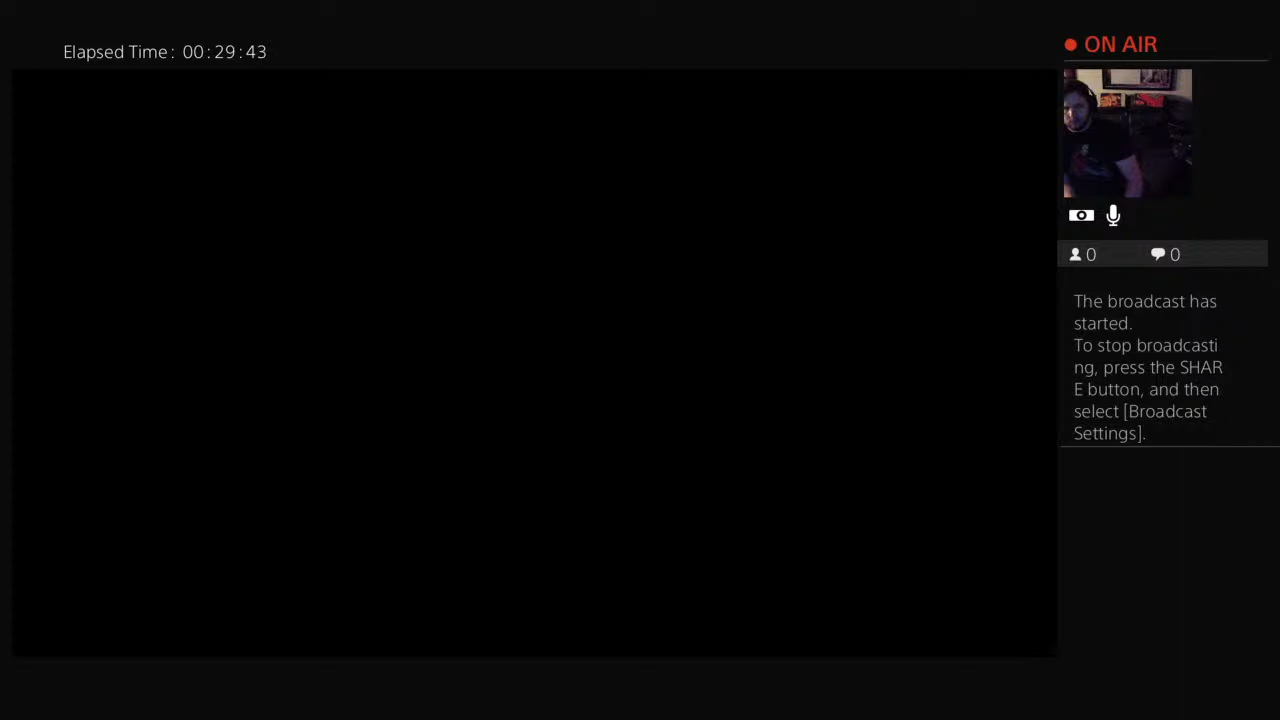 Elapsed Time: 00:29:43
ON AIR
0
0
The broadcast has
started.
To stop broadcasti
ng, press the SHAR
E button, and then
select [Broadcast
Settings].